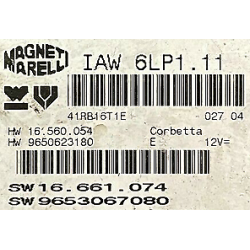 MAGNETI
MARELLI
IAW 6LP1.11
41RB16T1E 027 04
HW 16.560.054 Corbetta
HW 9650623180 E 12V=
SW 16.661.074
SW 9653067080